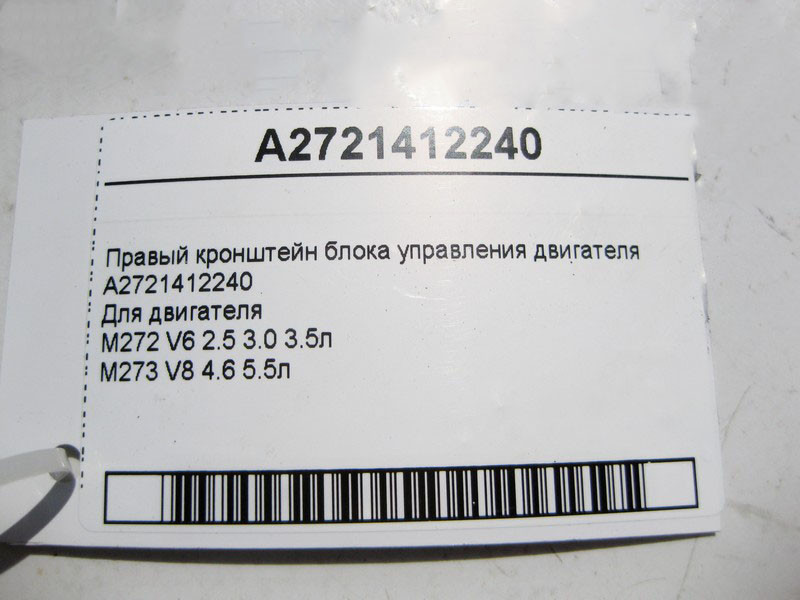 A2721412240
Правый кронштейн блока управления двигателя
A2721412240
Для двигателя
M272 V6 2.5 3.0 3.5л
M273 V8 4.6 5.5л